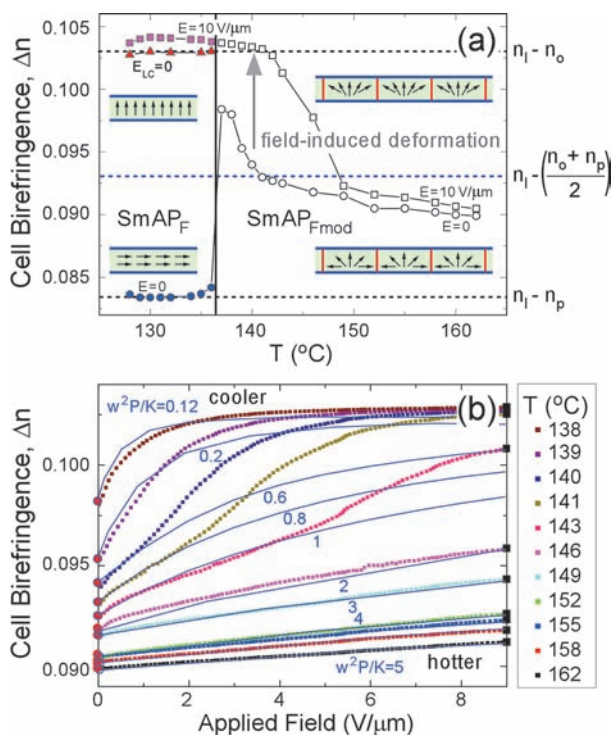 (a)
0.105
0.100
0.095
0.090
0.085
Cell Birefringence, Δn
E=10 V/µm
E_LC=0
n_l - n_o
field-induced deformation
n_l - (n_o + n_p / 2)
SmAP_F
SmAP_Fmod
E=10 V/µm
E=0
E=0
n_l - n_p
130 140 150 160
T (°C)
(b)
w²P/K=0.12
cooler
0.2
0.6
0.8
1
2
3
4
w²P/K=5
hotter
0.100
0.095
0.090
Cell Birefringence, Δn
0 2 4 6 8
Applied Field (V/µm)
T (°C)
138
139
140
141
143
146
149
152
155
158
162